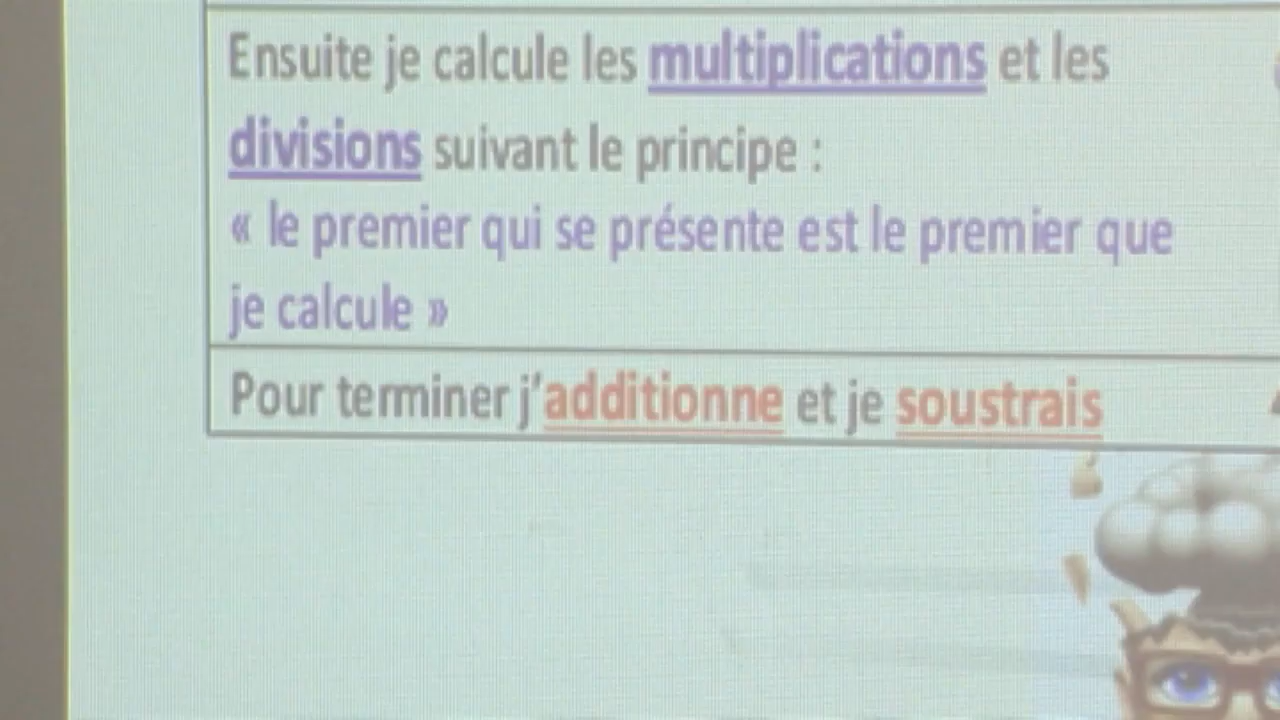 Ensuite je calcule les multiplications et les
divisions suivant le principe :
« le premier qui se présente est le premier que
je calcule »
Pour terminer j’additionne et je soustrais